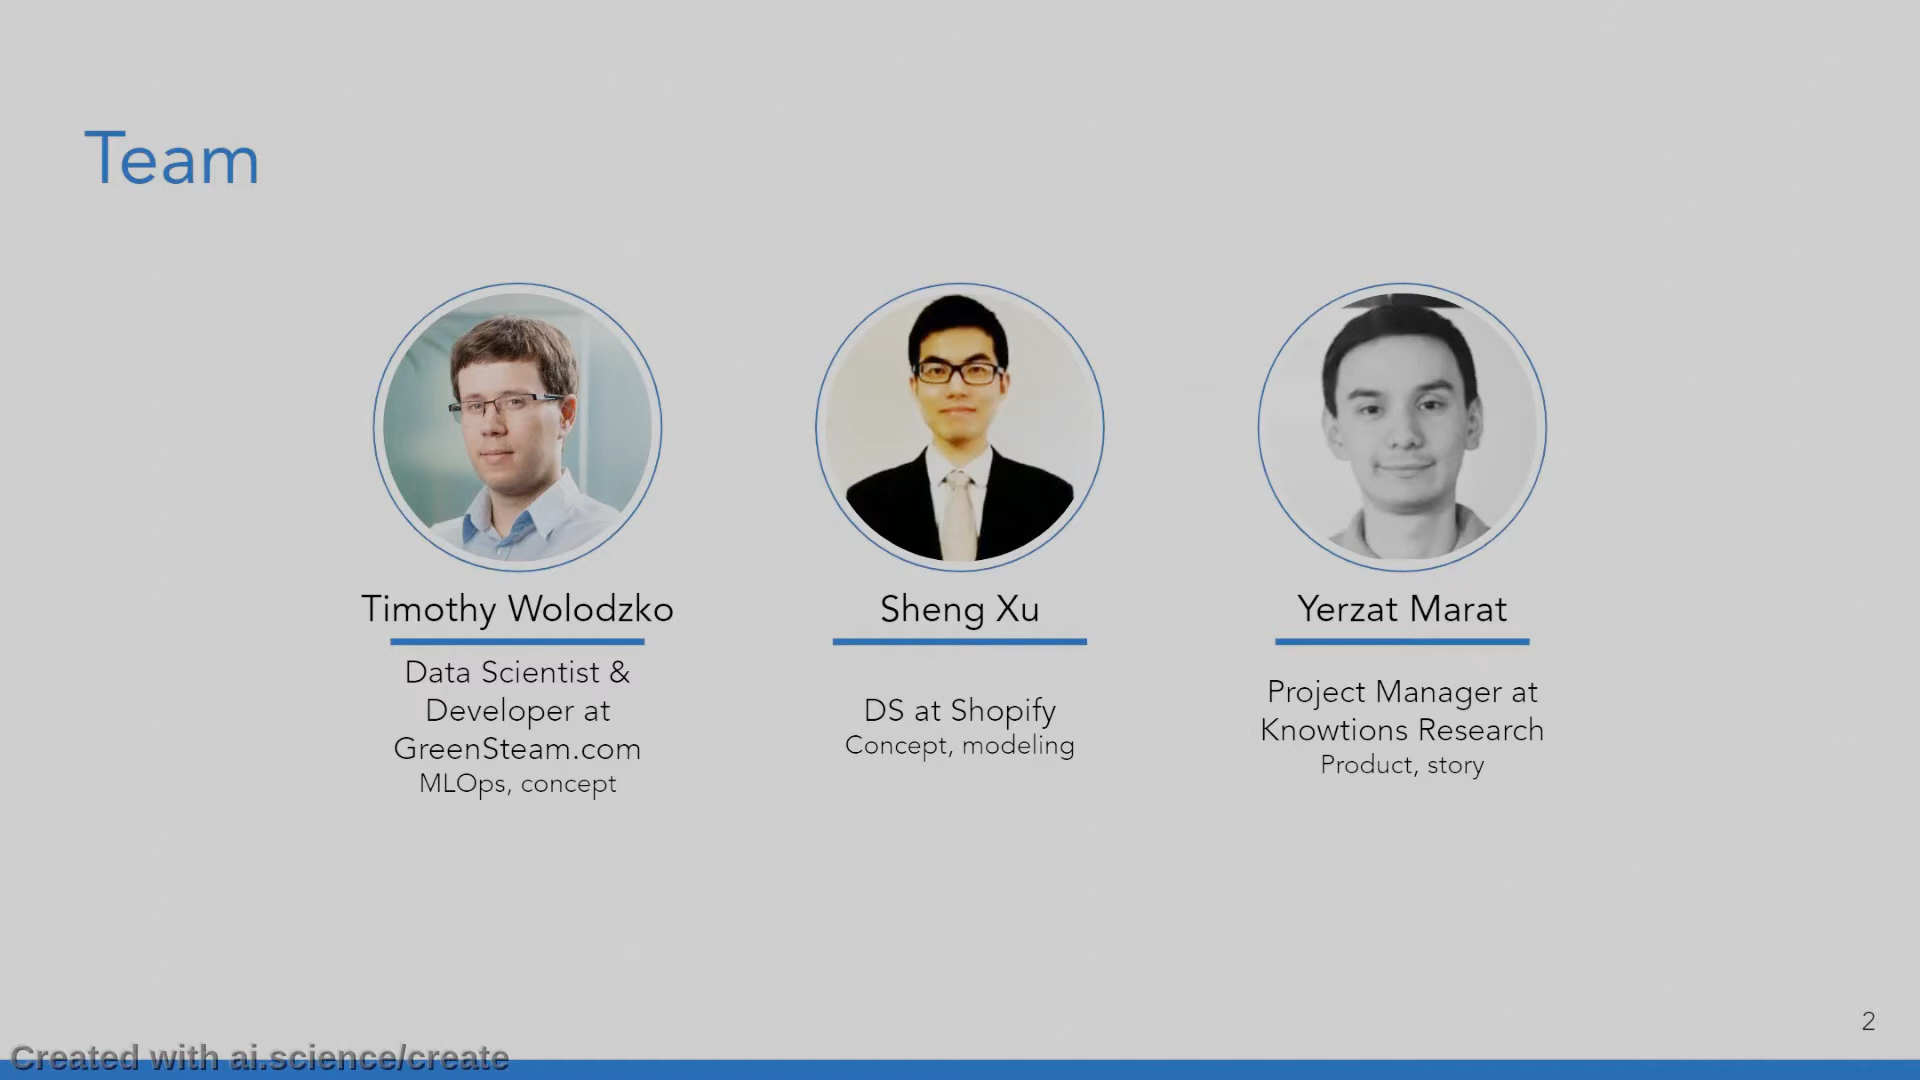 Team
Timothy Wolodzko
Data Scientist &
Developer at
GreenSteam.com
MLOps, concept
Sheng Xu
DS at Shopify
Concept, modeling
Yerzat Marat
Project Manager at
Knowtions Research
Product, story
2
Created with ai.science/create